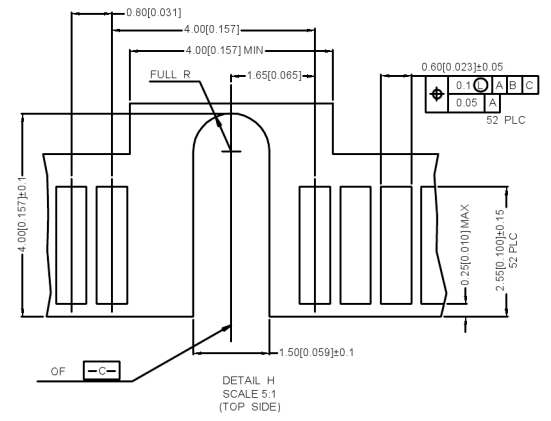 0.80[0.031]
4.00[0.157]
4.00[0.157] MIN
FULL R
1.65[0.065]
0.60[0.023]±0.05
0.1 Ⓛ A B C
0.05 A
52 PLC
4.00[0.157]±0.1
0.25[0.010] MAX
2.55[0.100]±0.15
52 PLC
1.50[0.059]±0.1
OF -C-
DETAIL H
SCALE 5:1
(TOP SIDE)